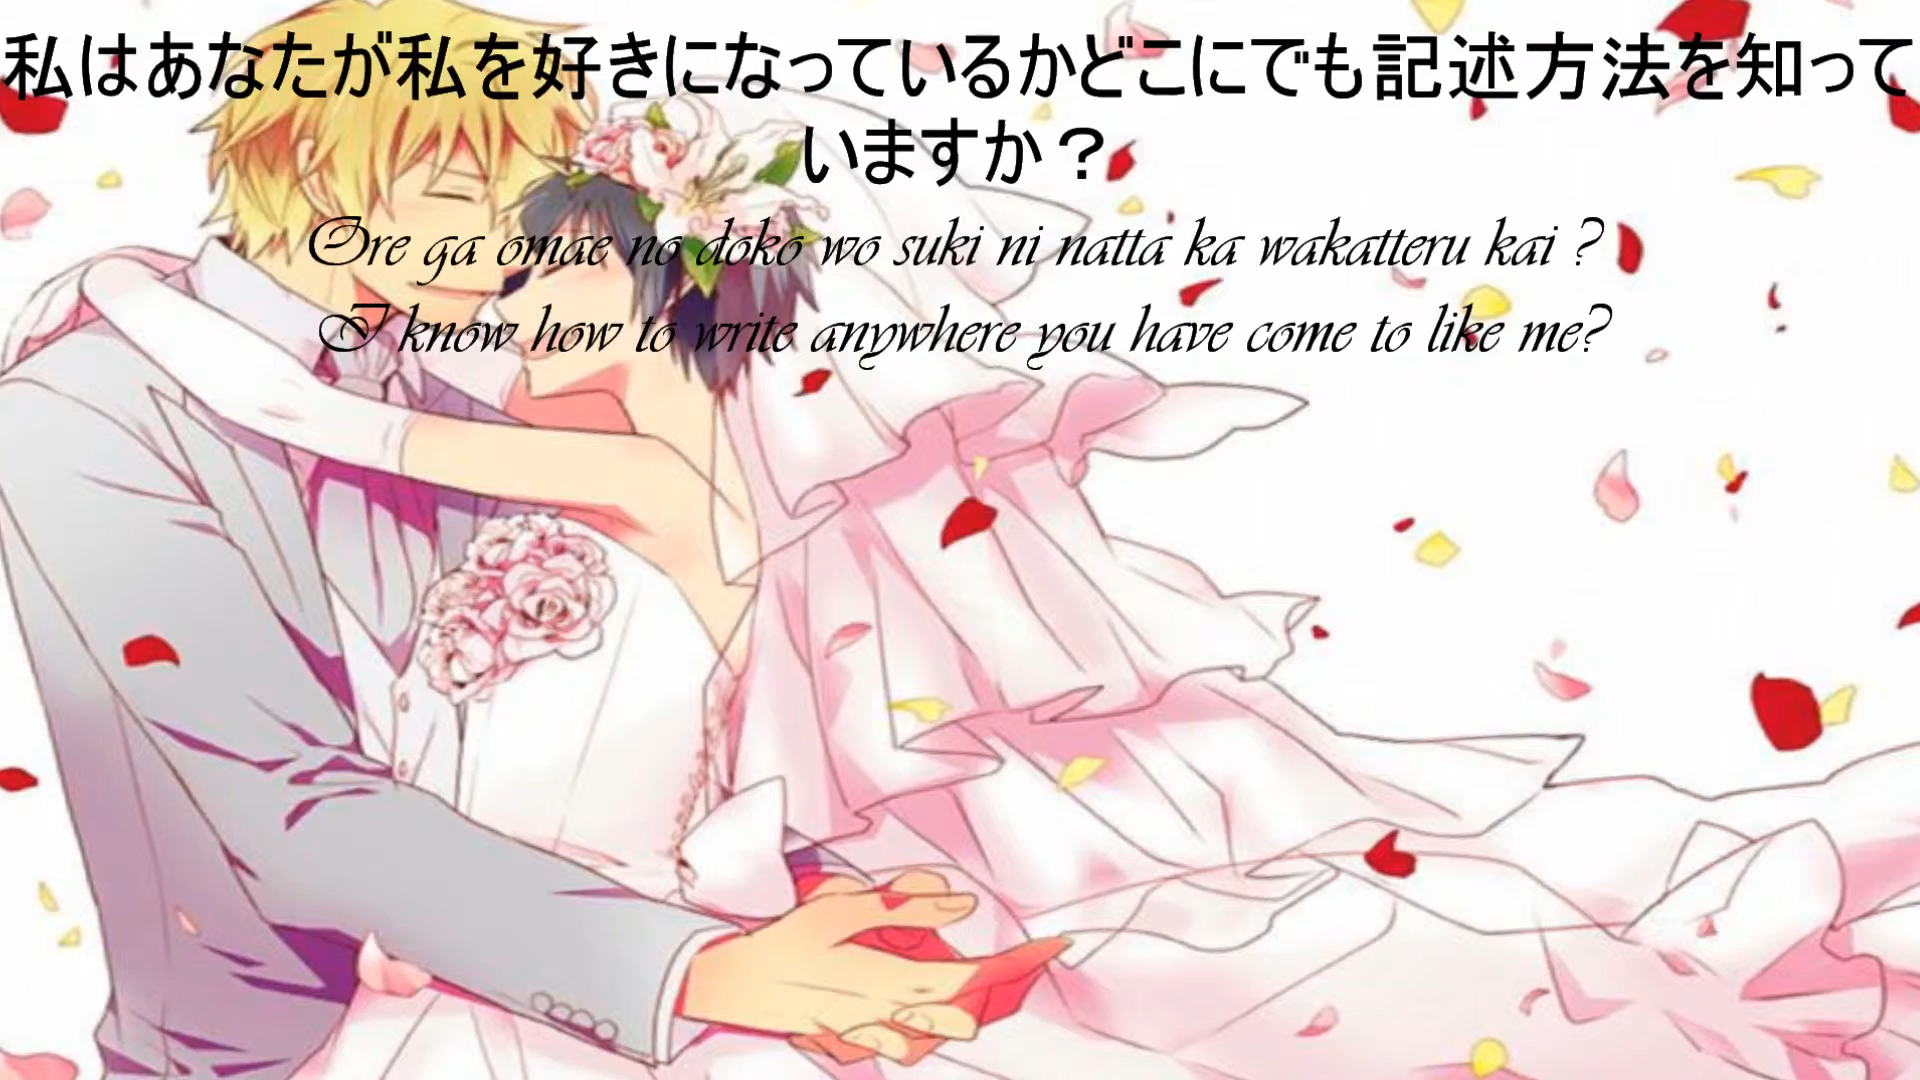 私はあなたが私を好きになっているかどこにでも記述方法を知って
いますか？
Ore ga omae no doko wo suki ni natta ka wakatteru kai ?
I know how to write anywhere you have come to like me?